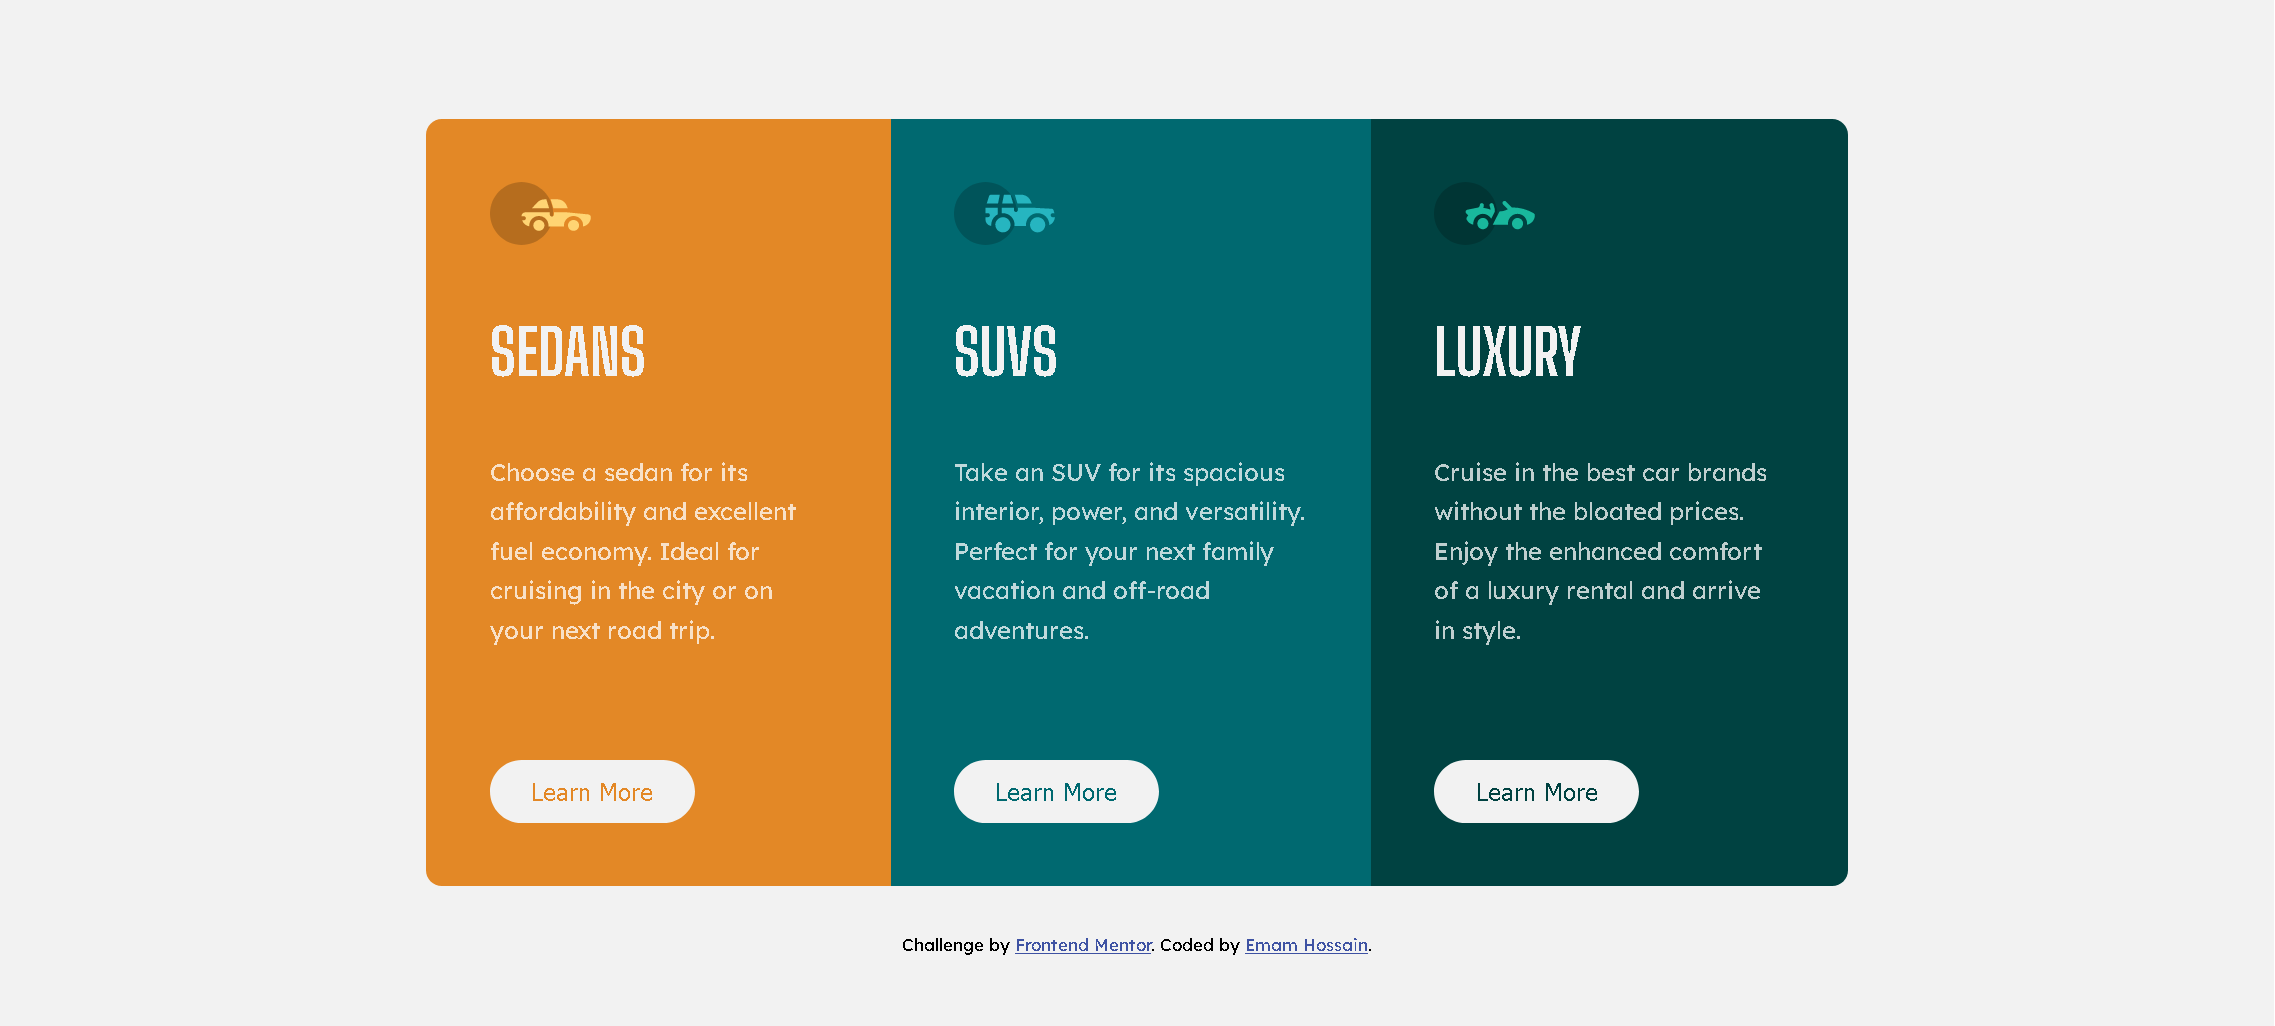 SEDANS
Choose a sedan for its
affordability and excellent
fuel economy. Ideal for
cruising in the city or on
your next road trip.
Learn More
SUVS
Take an SUV for its spacious
interior, power, and versatility.
Perfect for your next family
vacation and off-road
adventures.
Learn More
LUXURY
Cruise in the best car brands
without the bloated prices.
Enjoy the enhanced comfort
of a luxury rental and arrive
in style.
Learn More
Challenge by Frontend Mentor. Coded by Emam Hossain.